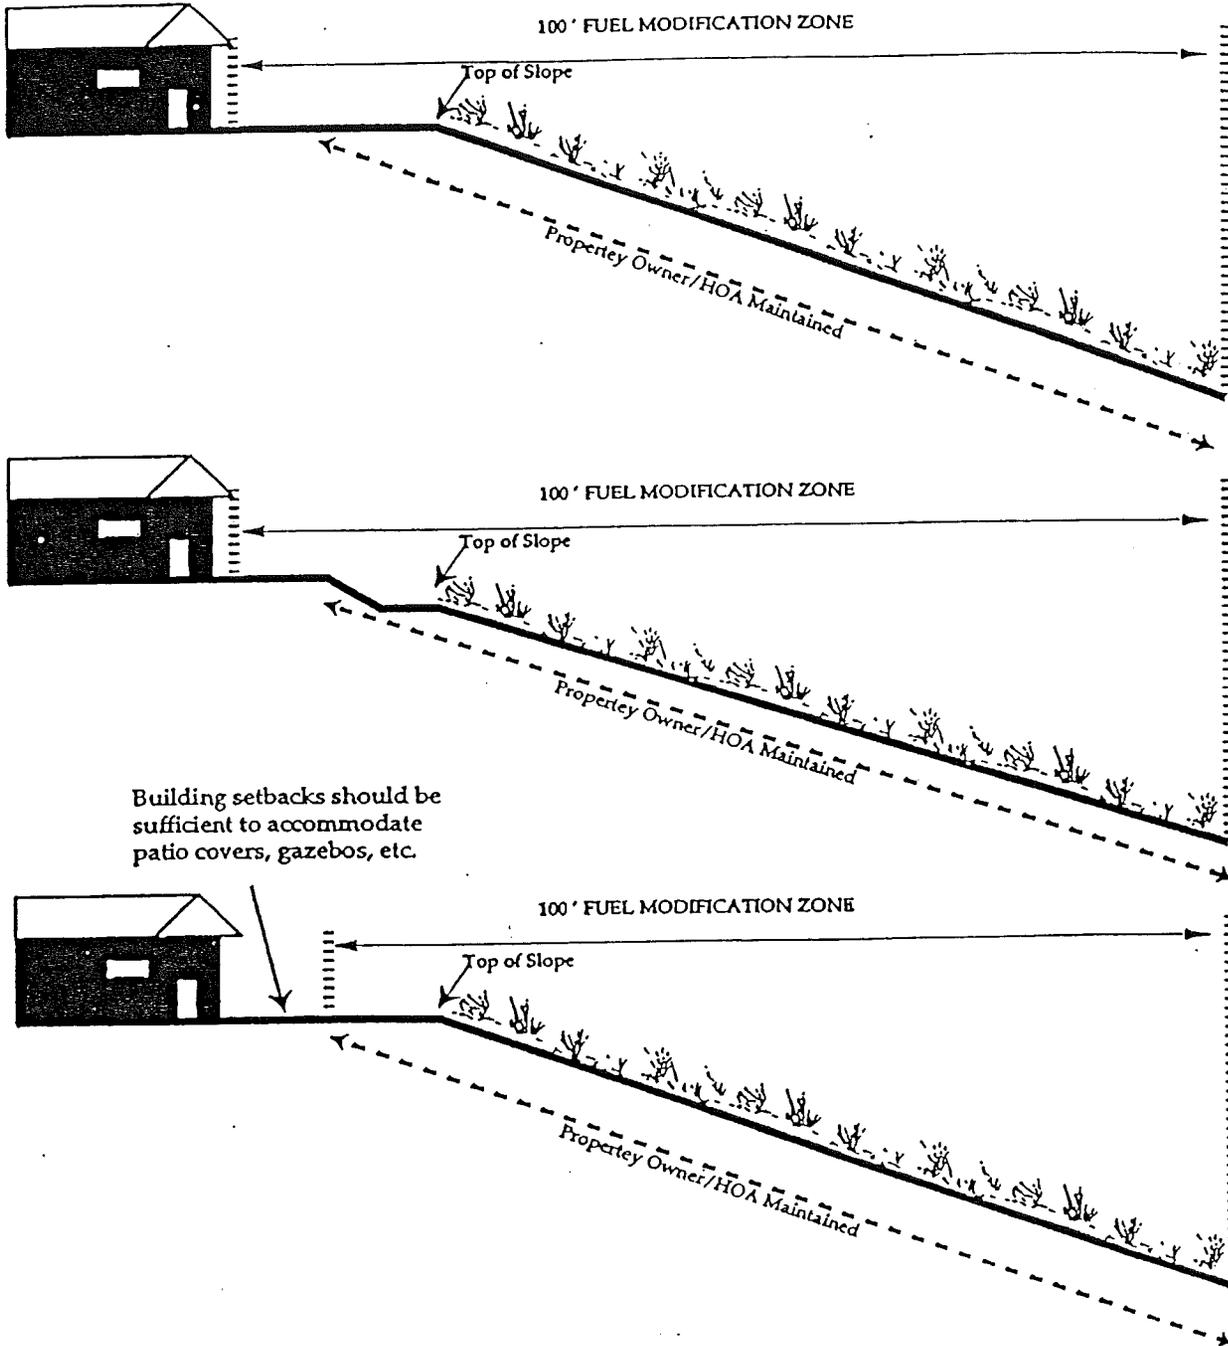 100' FUEL MODIFICATION ZONE
Top of Slope
Propertey Owner/HOA Maintained
100' FUEL MODIFICATION ZONE
Top of Slope
Propertey Owner/HOA Maintained
Building setbacks should be
sufficient to accommodate
patio covers, gazebos, etc.
100' FUEL MODIFICATION ZONE
Top of Slope
Propertey Owner/HOA Maintained